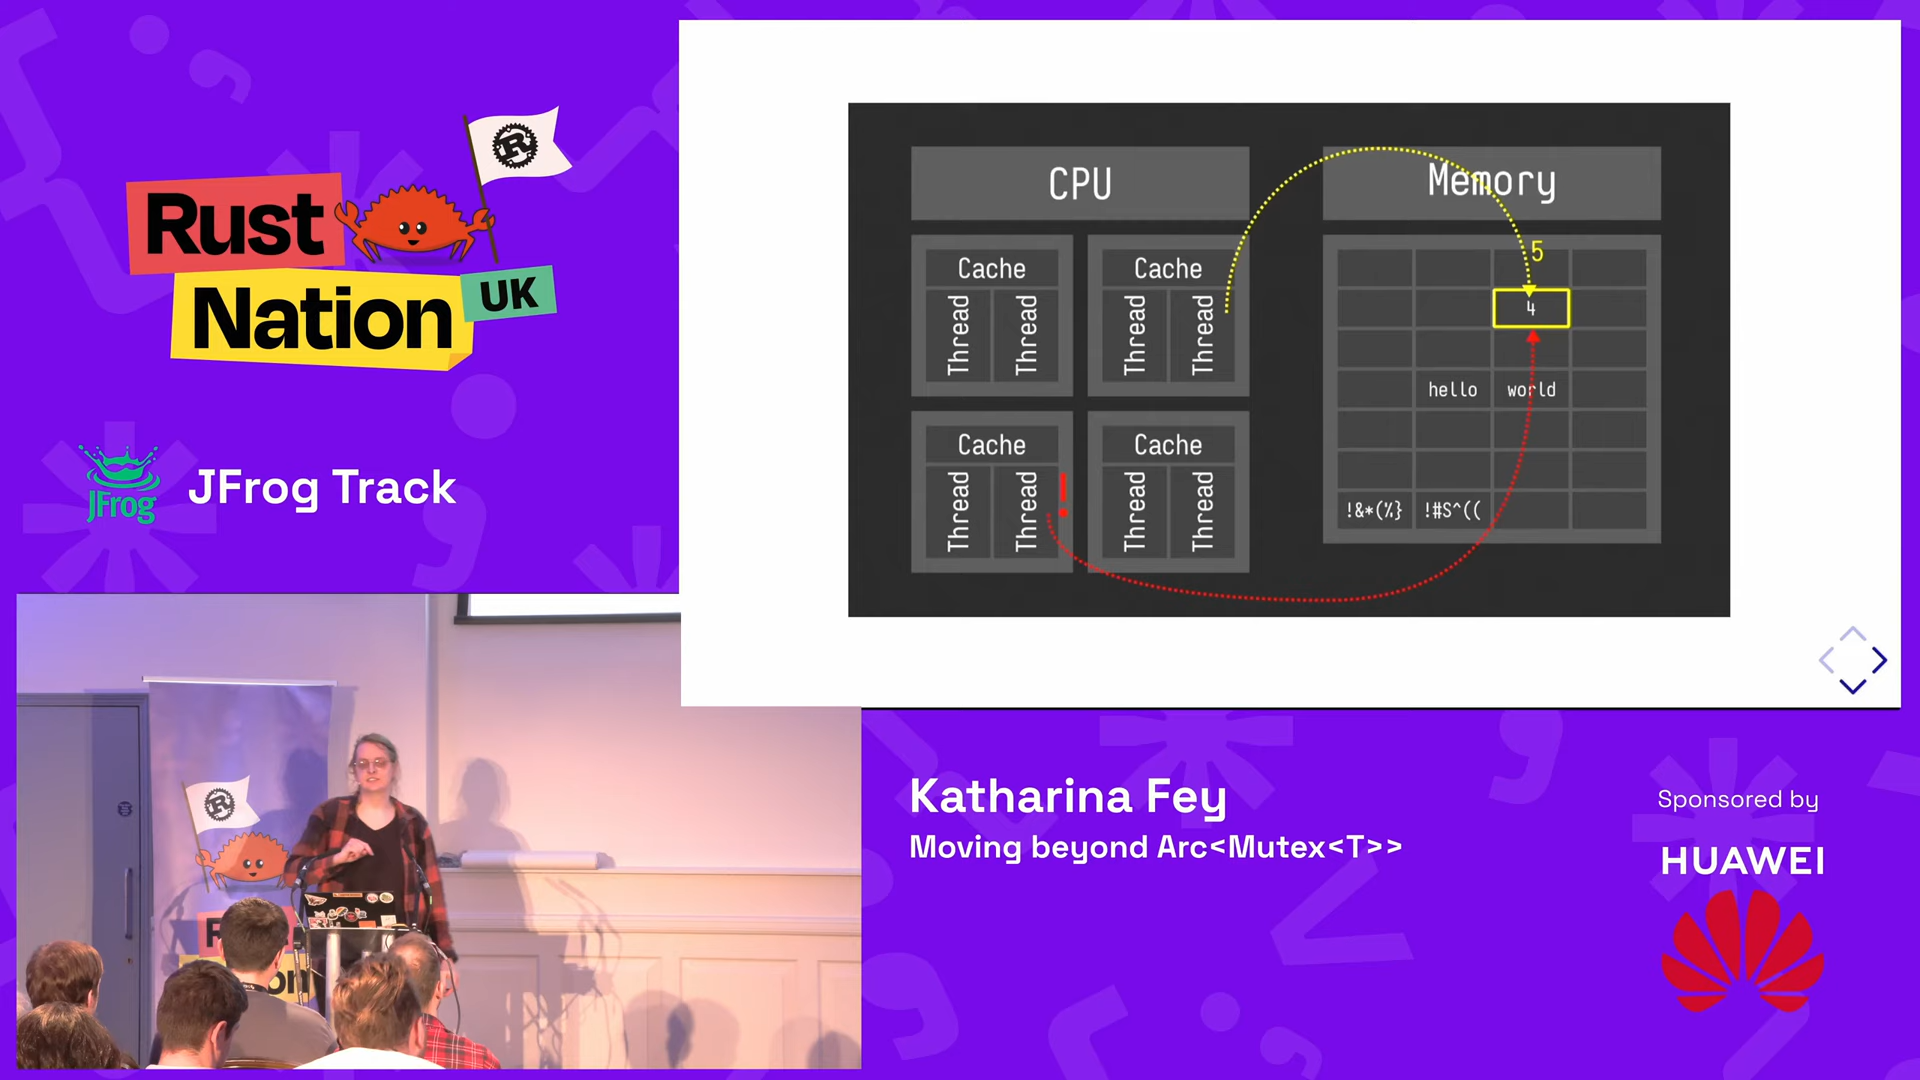 Rust
Nation
UK
JFrog
JFrog Track
CPU
Memory
Cache
Thread
Thread
Cache
Thread
Thread
Cache
Thread
Thread
!
Cache
Thread
Thread
5
4
hello
world
!&*(%}
!#S^((
Katharina Fey
Moving beyond Arc<Mutex<T>>
Sponsored by
HUAWEI